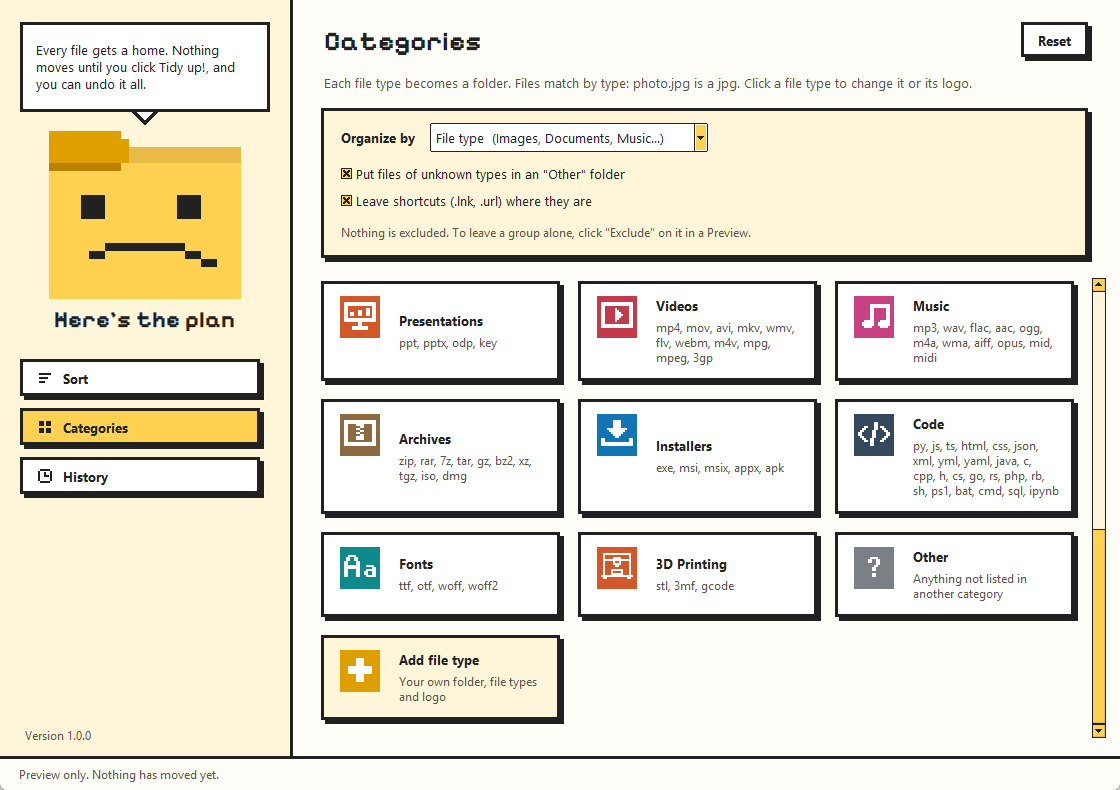 Every file gets a home. Nothing
moves until you click Tidy up!, and
you can undo it all.
Here's the plan
Sort
Categories
History
Version 1.0.0
Categories
Reset
Each file type becomes a folder. Files match by type: photo.jpg is a jpg. Click a file type to change it or its logo.
Organize by
File type (Images, Documents, Music...)
Put files of unknown types in an "Other" folder
Leave shortcuts (.lnk, .url) where they are
Nothing is excluded. To leave a group alone, click "Exclude" on it in a Preview.
Presentations
ppt, pptx, odp, key
Videos
mp4, mov, avi, mkv, wmv,
flv, webm, m4v, mpg,
mpeg, 3gp
Music
mp3, wav, flac, aac, ogg,
m4a, wma, aiff, opus, mid,
midi
Archives
zip, rar, 7z, tar, gz, bz2, xz,
tgz, iso, dmg
Installers
exe, msi, msix, appx, apk
</>
Code
py, js, ts, html, css, json,
xml, yml, yaml, java, c,
cpp, h, cs, go, rs, php, rb,
sh, ps1, bat, cmd, sql, ipynb
Aa
Fonts
ttf, otf, woff, woff2
3D Printing
stl, 3mf, gcode
?
Other
Anything not listed in
another category
Add file type
Your own folder, file types
and logo
Preview only. Nothing has moved yet.